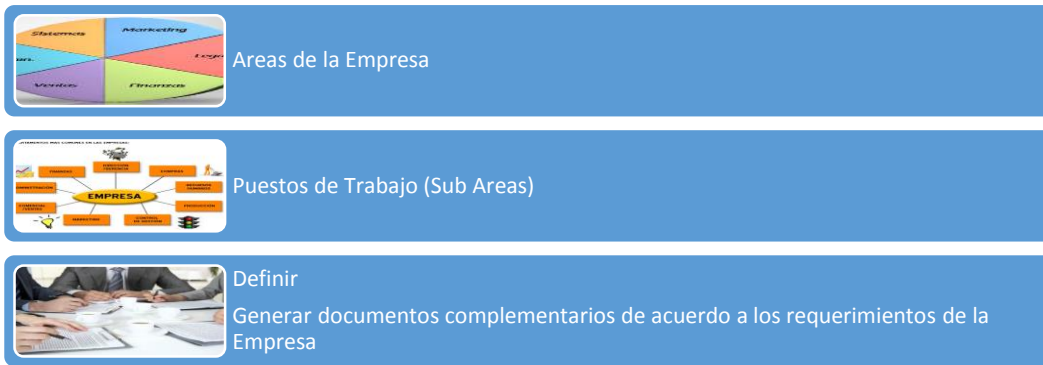 Sistemas
Marketing
Ventas
Finanzas
Areas de la Empresa
EMPRESA
Puestos de Trabajo (Sub Areas)
Definir
Generar documentos complementarios de acuerdo a los requerimientos de la
Empresa